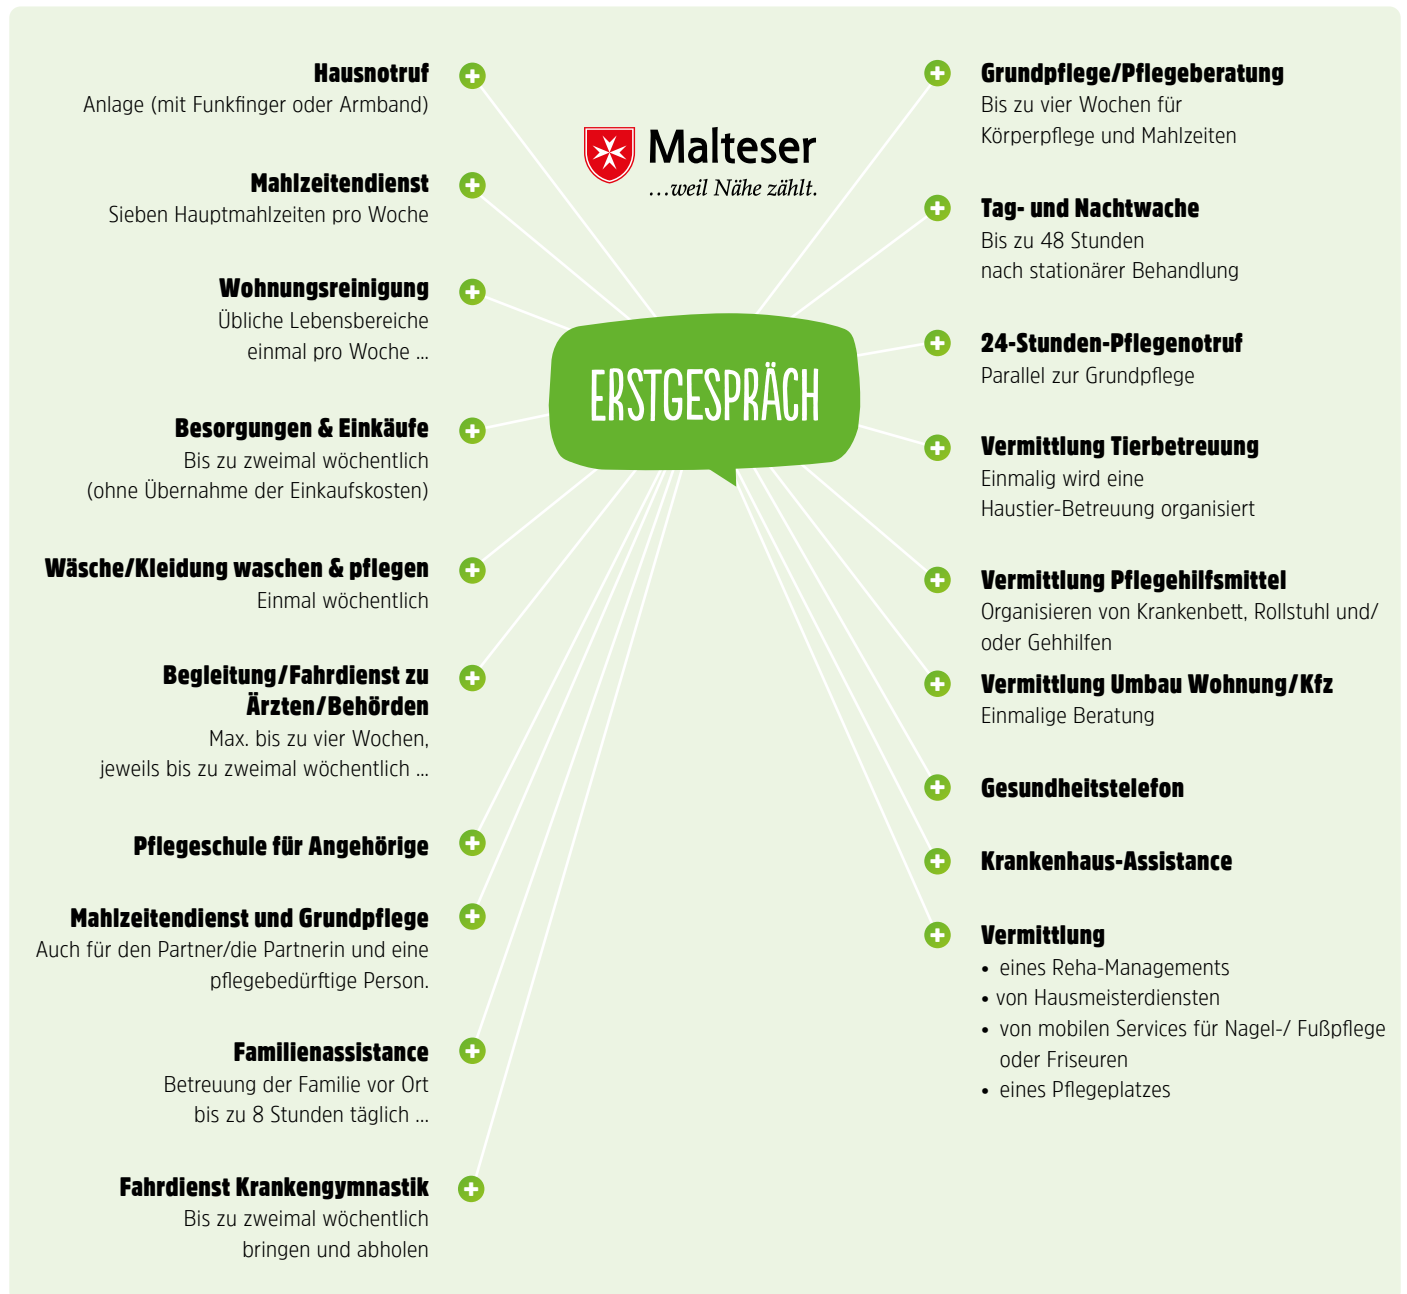 Hausnotruf
Anlage (mit Funkfinger oder Armband)
Mahlzeitendienst
Sieben Hauptmahlzeiten pro Woche
Wohnungsreinigung
Übliche Lebensbereiche
einmal pro Woche ...
Besorgungen & Einkäufe
Bis zu zweimal wöchentlich
(ohne Übernahme der Einkaufskosten)
Wäsche/Kleidung waschen & pflegen
Einmal wöchentlich
Begleitung/Fahrdienst zu
Ärzten/Behörden
Max. bis zu vier Wochen,
jeweils bis zu zweimal wöchentlich ...
Pflegeschule für Angehörige
Mahlzeitendienst und Grundpflege
Auch für den Partner/die Partnerin und eine
pflegebedürftige Person.
Familienassistance
Betreuung der Familie vor Ort
bis zu 8 Stunden täglich ...
Fahrdienst Krankengymnastik
Bis zu zweimal wöchentlich
bringen und abholen
Malteser
...weil Nähe zählt.
ERSTGESPRÄCH
Grundpflege/Pflegeberatung
Bis zu vier Wochen für
Körperpflege und Mahlzeiten
Tag- und Nachtwache
Bis zu 48 Stunden
nach stationärer Behandlung
24-Stunden-Pflegenotruf
Parallel zur Grundpflege
Vermittlung Tierbetreuung
Einmalig wird eine
Haustier-Betreuung organisiert
Vermittlung Pflegehilfsmittel
Organisieren von Krankenbett, Rollstuhl und/
oder Gehhilfen
Vermittlung Umbau Wohnung/Kfz
Einmalige Beratung
Gesundheitstelefon
Krankenhaus-Assistance
Vermittlung
• eines Reha-Managements
• von Hausmeisterdiensten
• von mobilen Services für Nagel-/ Fußpflege
oder Friseuren
• eines Pflegeplatzes